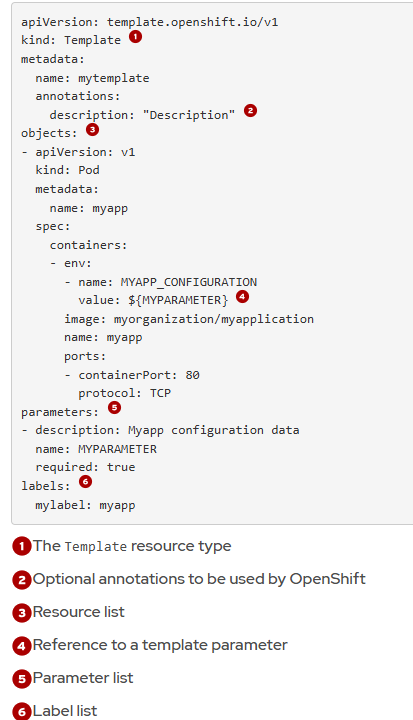 apiVersion: template.openshift.io/v1
kind: Template 1
metadata:
  name: mytemplate
  annotations:
    description: "Description" 2
objects: 3
- apiVersion: v1
  kind: Pod
  metadata:
    name: myapp
  spec:
    containers:
    - env:
      - name: MYAPP_CONFIGURATION
        value: ${MYPARAMETER} 4
      image: myorganization/myapplication
      name: myapp
      ports:
      - containerPort: 80
        protocol: TCP
parameters: 5
- description: Myapp configuration data
  name: MYPARAMETER
  required: true
labels: 6
  mylabel: myapp
1 The Template resource type
2 Optional annotations to be used by OpenShift
3 Resource list
4 Reference to a template parameter
5 Parameter list
6 Label list